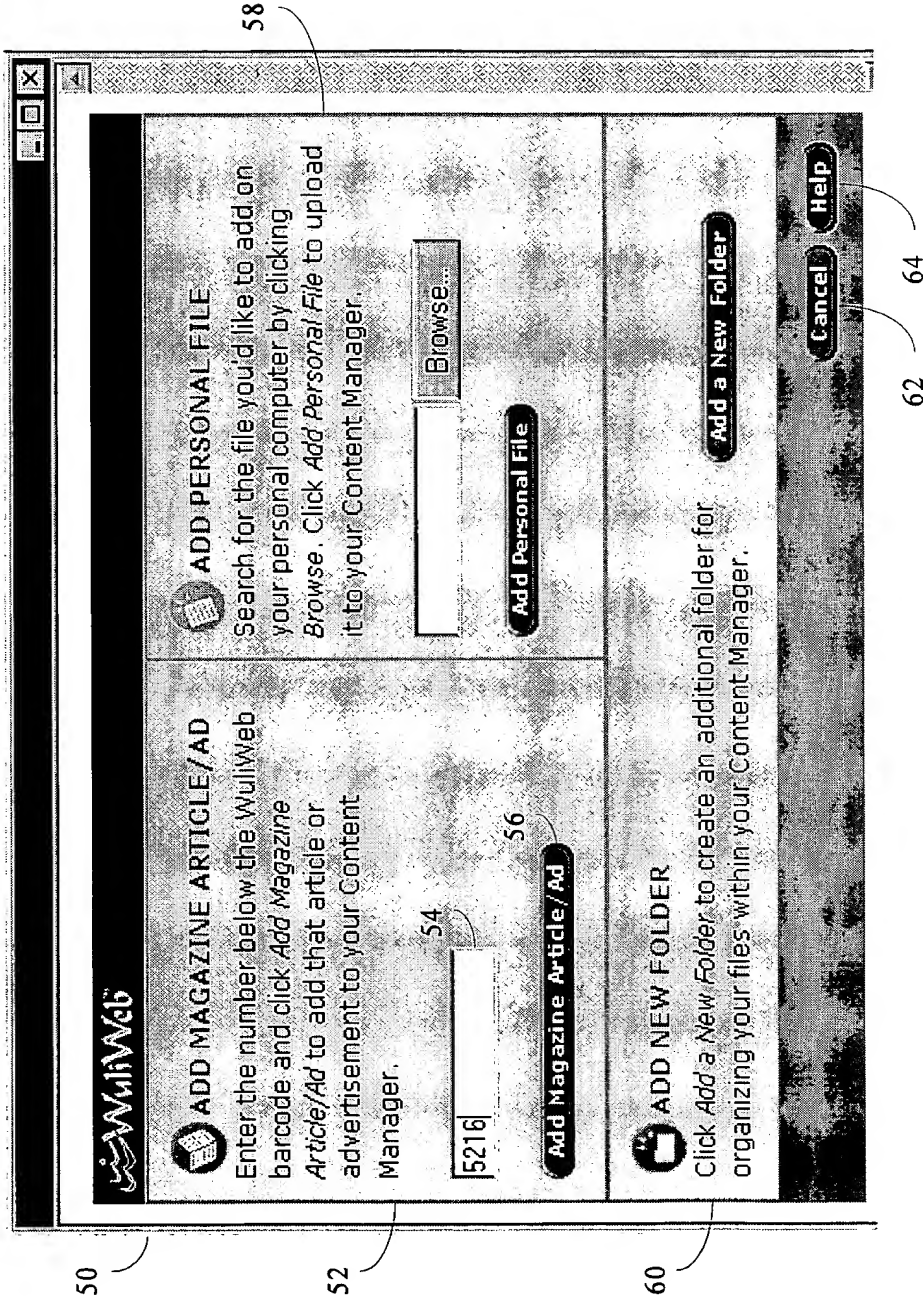 WuliWeb
ADD MAGAZINE ARTICLE/AD
Enter the number below the WuliWeb
barcode and click Add Magazine
Article/Ad to add that article or
advertisement to your Content
Manager.
5216
Add Magazine Article/Ad
ADD PERSONAL FILE
Search for the file you'd like to add on
your personal computer by clicking
Browse. Click Add Personal File to upload
it to your Content Manager.
Browse...
Add Personal File
ADD NEW FOLDER
Click Add a New Folder to create an additional folder for
organizing your files within your Content Manager.
Add a New Folder
Cancel
Help
50
52
54
56
58
60
62
64